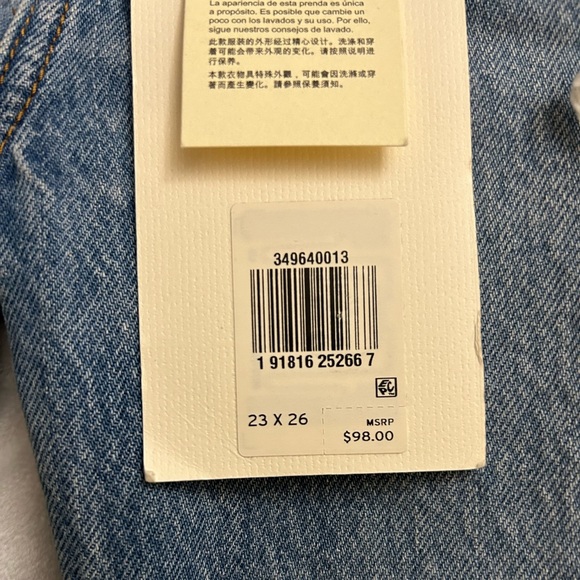 La apariencia de esta prenda es única
a propósito. Es posible que cambie un
poco con los lavados y su uso. Por ello,
sigue nuestros consejos de lavado.
此款服装的外形经过精心设计。洗涤和穿
着可能会带来外观的变化。请按照说明进
行保养。
本款衣物具特殊外觀，可能會因洗滌或穿
著而產生變化。請參照保養須知。
349640013
1 91816 25266 7
23 X 26
MSRP
$98.00